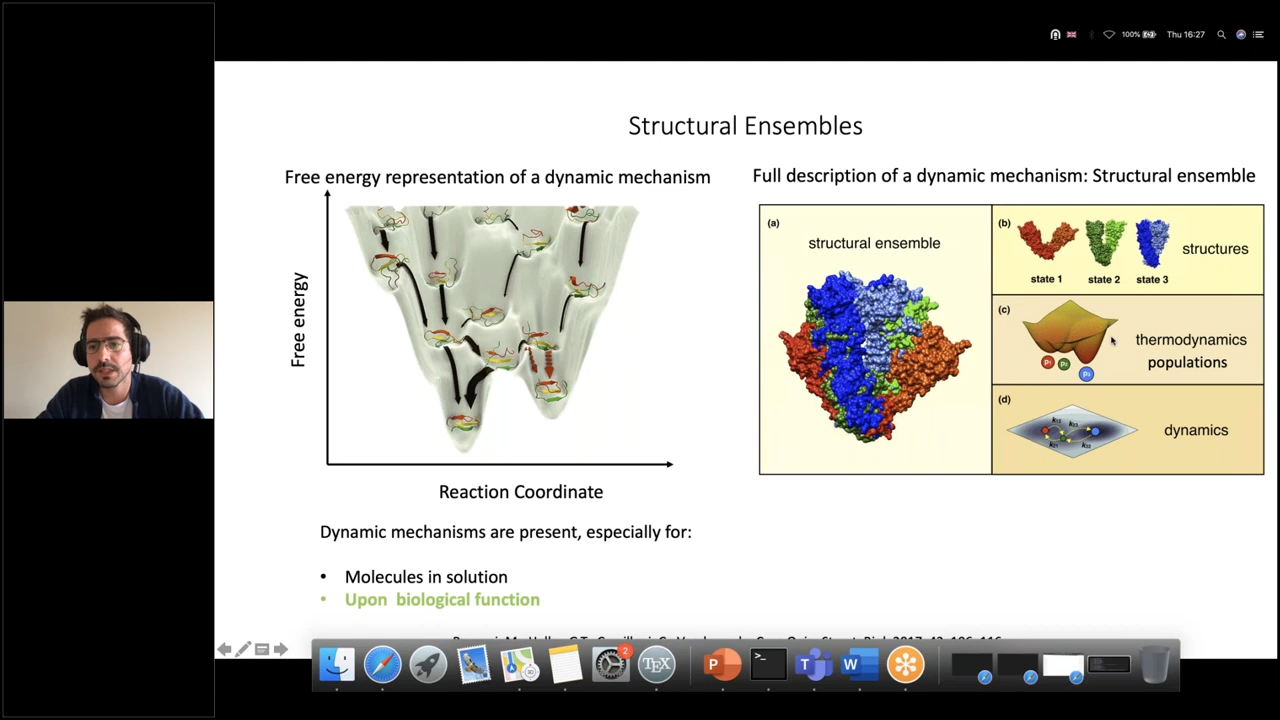 100%
Thu 16:27
Structural Ensembles
Free energy representation of a dynamic mechanism
Free energy
Reaction Coordinate
Full description of a dynamic mechanism: Structural ensemble
(a)
structural ensemble
(b)
structures
state 1
state 2
state 3
(c)
thermodynamics
populations
(d)
dynamics
Dynamic mechanisms are present, especially for:
• Molecules in solution
• Upon biological function
2
TEX
P
W